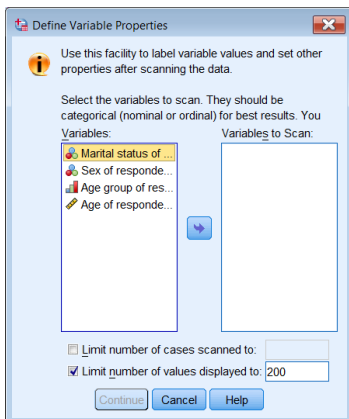 Define Variable Properties
Use this facility to label variable values and set other
properties after scanning the data.
Select the variables to scan. They should be
categorical (nominal or ordinal) for best results. You
Variables:
Variables to Scan:
Marital status of ...
Sex of responde...
Age group of res...
Age of responde...
Limit number of cases scanned to:
Limit number of values displayed to: 200
Continue Cancel Help